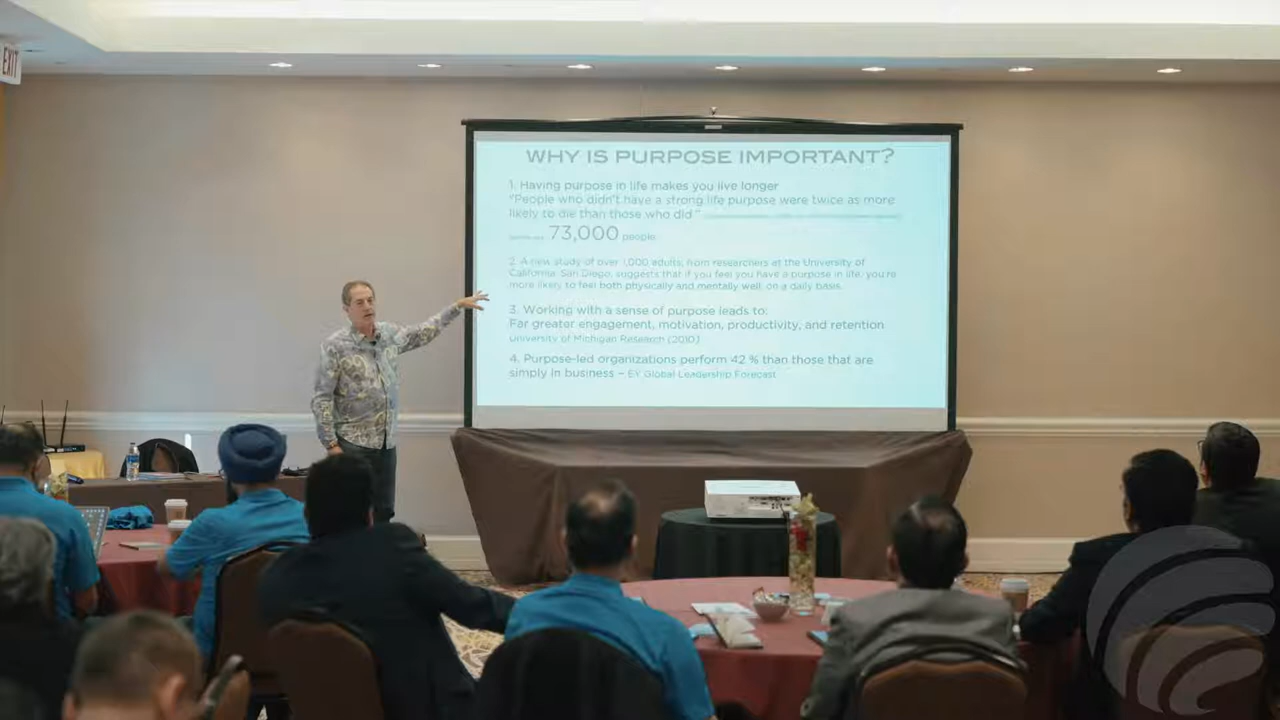 EXIT
WHY IS PURPOSE IMPORTANT?
1. Having purpose in life makes you live longer
"People who didn't have a strong life purpose were twice as more
likely to die than those who did."
73,000 people
2. A new study of over 1,000 adults, from researchers at the University of
California, San Diego, suggests that if you feel you have a purpose in life, you're
more likely to feel both physically and mentally well, on a daily basis.
3. Working with a sense of purpose leads to:
Far greater engagement, motivation, productivity, and retention
University of Michigan Research (2010)
4. Purpose-led organizations perform 42 % than those that are
simply in business – EY Global Leadership Forecast